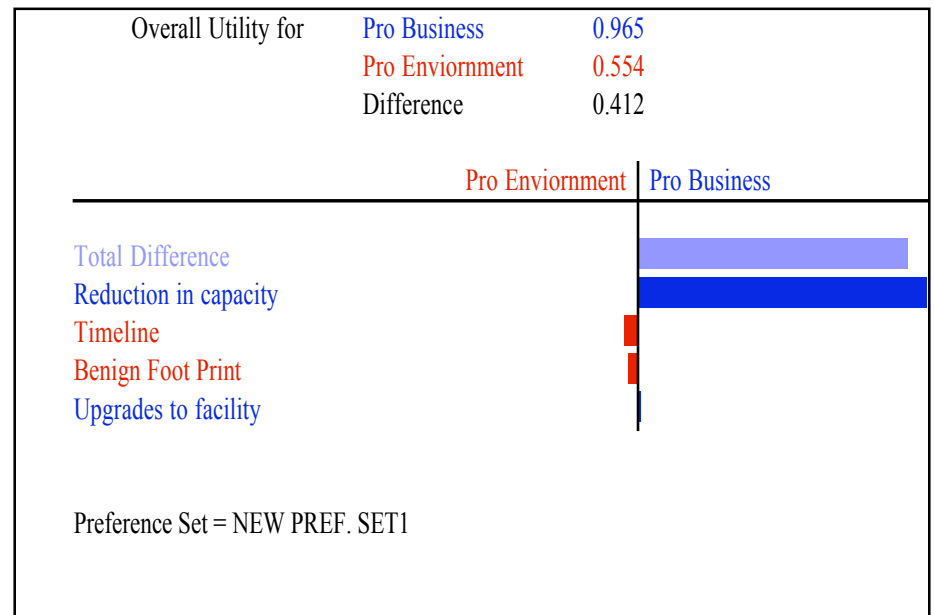 Overall Utility for Pro Business 0.965
Pro Enviornment 0.554
Difference 0.412
Pro Enviornment Pro Business
Total Difference
Reduction in capacity
Timeline
Benign Foot Print
Upgrades to facility
Preference Set = NEW PREF. SET1